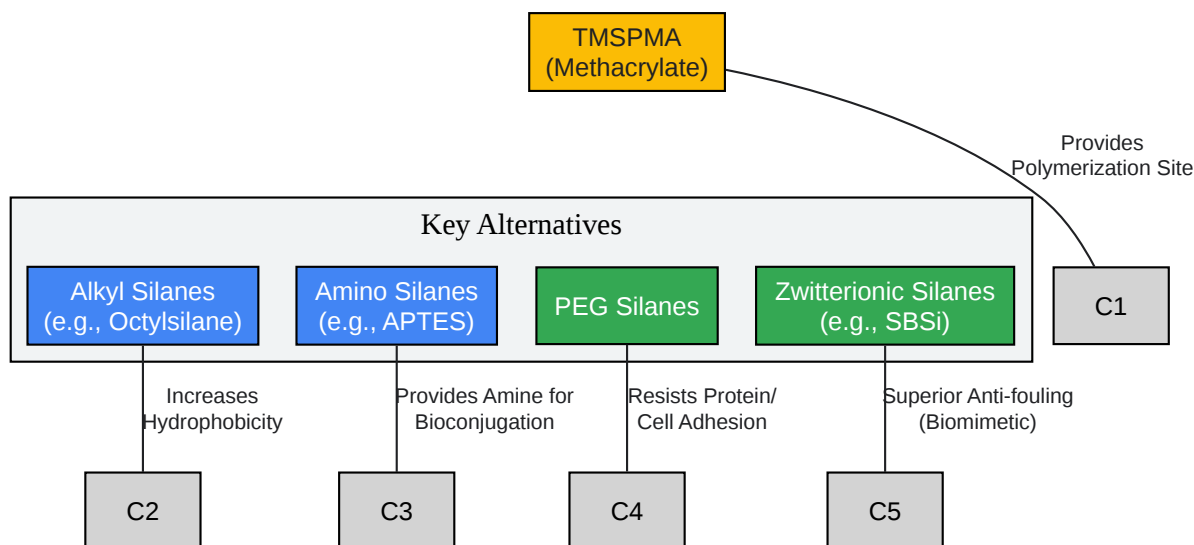 TMSPMA
(Methacrylate)
Provides
Polymerization Site
Key Alternatives
Alkyl Silanes
(e.g., Octylsilane)
Amino Silanes
(e.g., APTES)
PEG Silanes
Zwitterionic Silanes
(e.g., SBSi)
C1
Increases
Hydrophobicity
Provides Amine for
Bioconjugation
Resists Protein/
Cell Adhesion
Superior Anti-fouling
(Biomimetic)
C2
C3
C4
C5